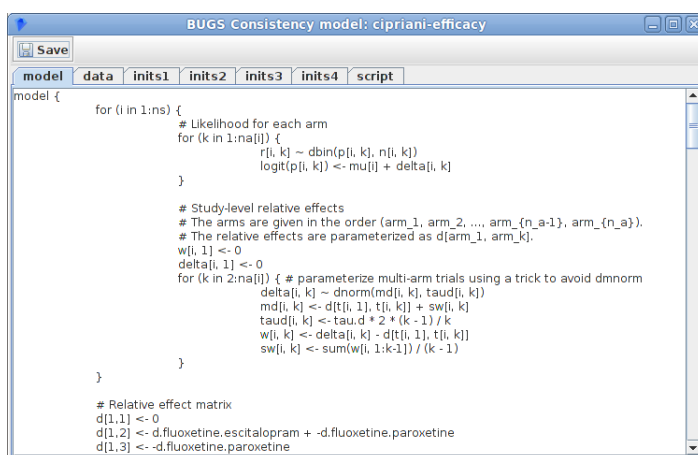 BUGS Consistency model: cipriani-efficacy
Save
model data inits1 inits2 inits3 inits4 script
model {
for (i in 1:ns) {
# Likelihood for each arm
for (k in 1:na[i]) {
r[i, k] ~ dbin(p[i, k], n[i, k])
logit(p[i, k]) <- mu[i] + delta[i, k]
}
# Study-level relative effects
# The arms are given in the order (arm_1, arm_2, ..., arm_{n_a-1}, arm_{n_a}).
# The relative effects are parameterized as d[arm_1, arm_k].
w[i, 1] <- 0
delta[i, 1] <- 0
for (k in 2:na[i]) { # parameterize multi-arm trials using a trick to avoid dmnorm
delta[i, k] ~ dnorm(md[i, k], taud[i, k])
md[i, k] <- d[t[i, 1], t[i, k]] + sw[i, k]
taud[i, k] <- tau.d * 2 * (k - 1) / k
w[i, k] <- delta[i, k] - d[t[i, 1], t[i, k]]
sw[i, k] <- sum(w[i, 1:k-1]) / (k - 1)
}
}
# Relative effect matrix
d[1,1] <- 0
d[1,2] <- d.fluoxetine.escitalopram + -d.fluoxetine.paroxetine
d[1,3] <- -d.fluoxetine.paroxetine